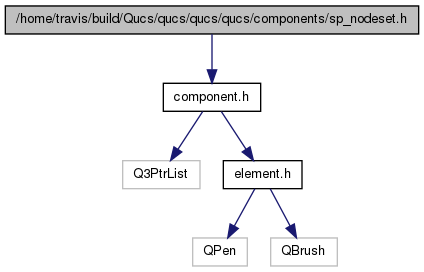 /home/travis/build/Qucs/qucs/qucs/qucs/components/sp_nodeset.h
component.h
Q3PtrList
element.h
QPen
QBrush